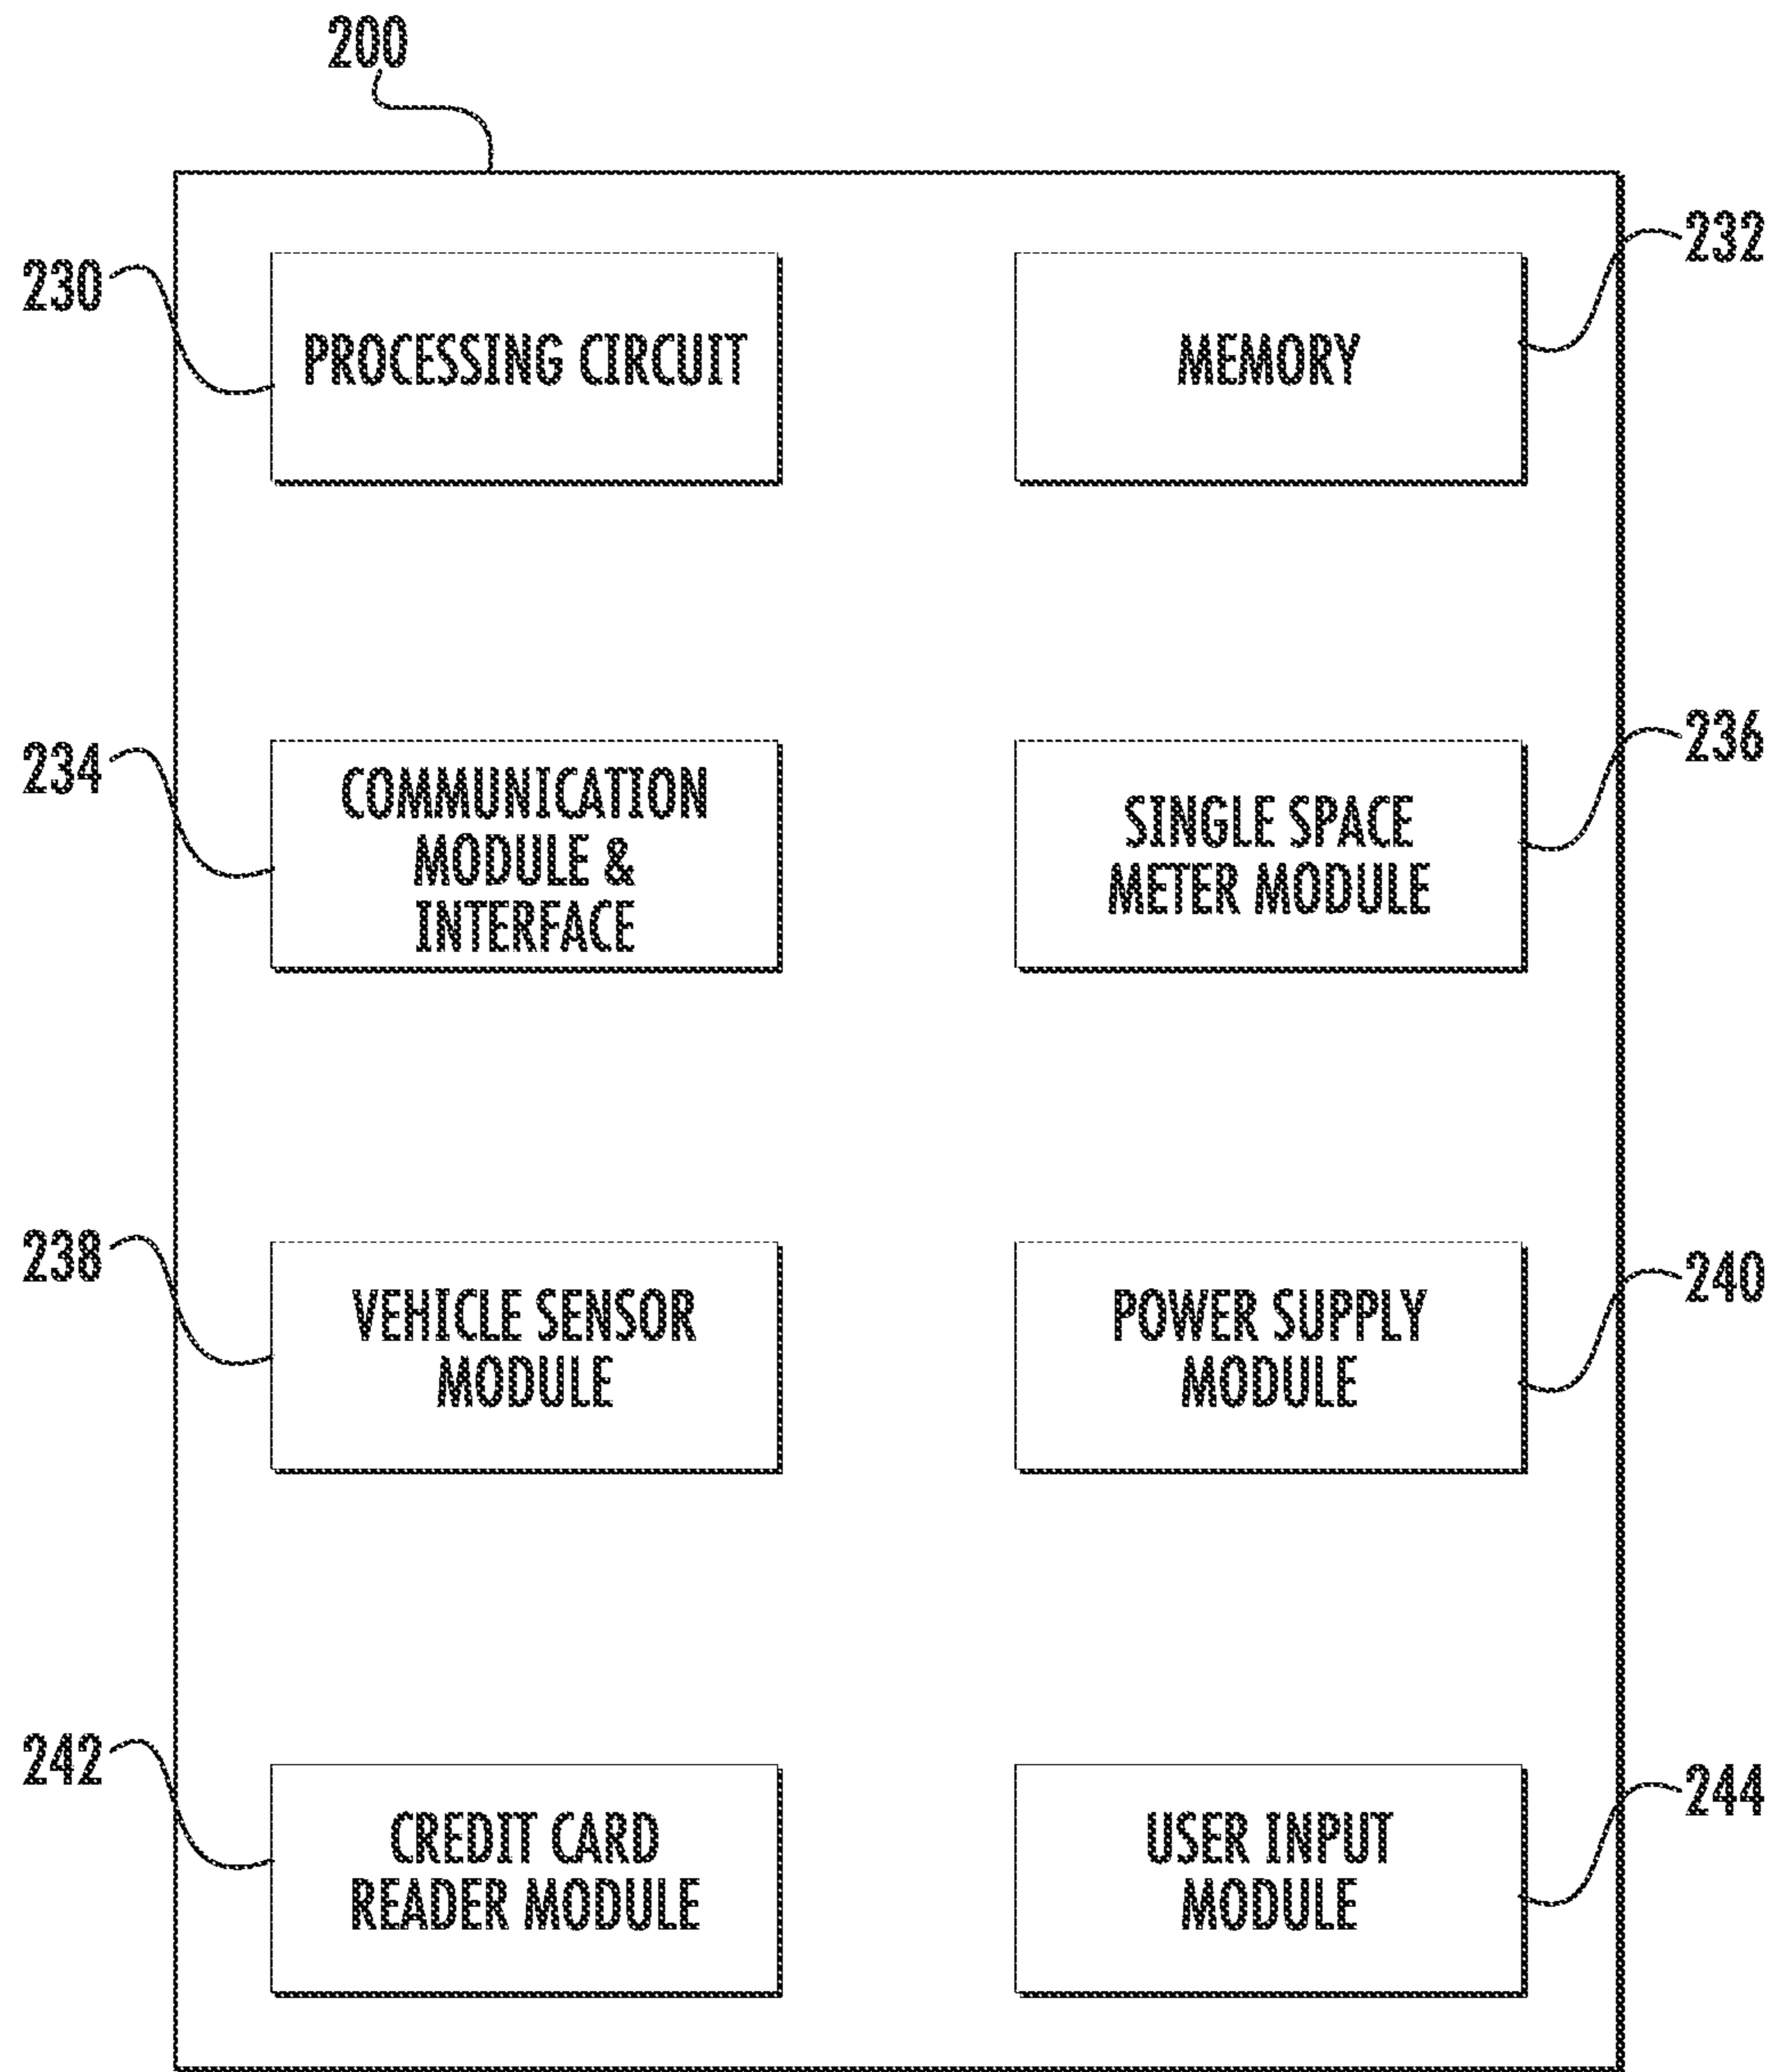 200
230
PROCESSING CIRCUIT
MEMORY
232
234
COMMUNICATION
MODULE &
INTERFACE
SINGLE SPACE
METER MODULE
236
238
VEHICLE SENSOR
MODULE
POWER SUPPLY
MODULE
240
242
CREDIT CARD
READER MODULE
USER INPUT
MODULE
244